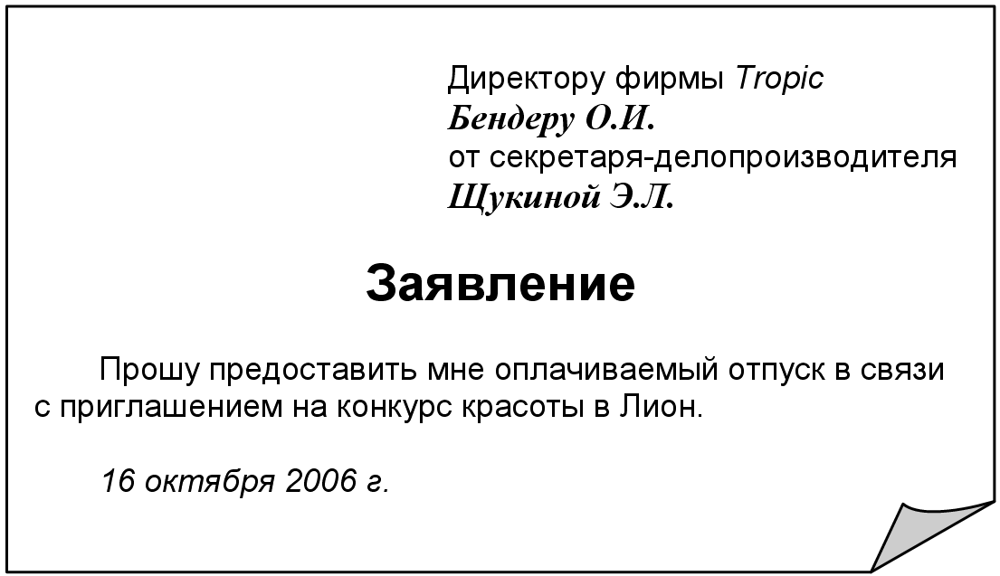 Директору фирмы Tropic
Бендеру О.И.
от секретаря-делопроизводителя
Щукиной Э.Л.
Заявление
Прошу предоставить мне оплачиваемый отпуск в связи
с приглашением на конкурс красоты в Лион.
16 октября 2006 г.